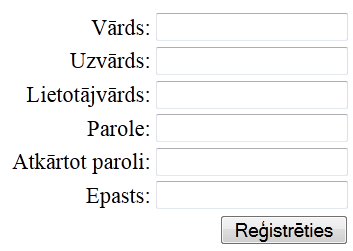 Vārds:
Uzvārds:
Lietotājvārds:
Parole:
Atkārtot paroli:
Epasts:
Reģistrēties